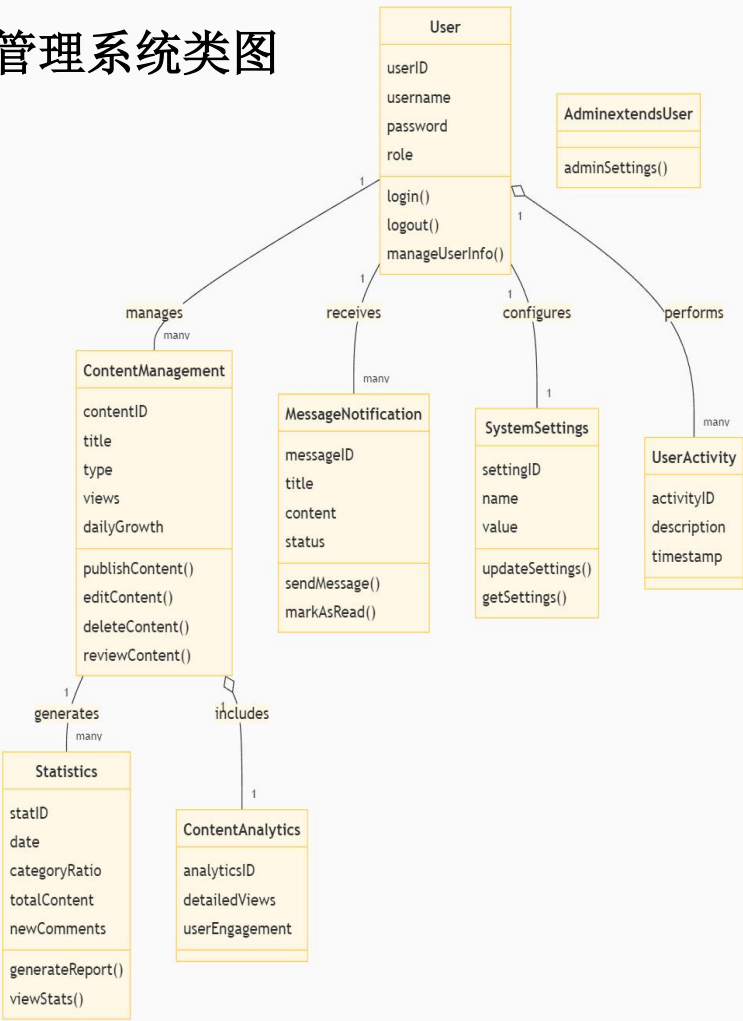 管理系统类图
User
userID
username
password
role
login()
logout()
manageUserInfo()
AdminextendsUser
adminSettings()
1
1
1
1
manages
receives
configures
performs
many
many
1
many
ContentManagement
contentID
title
type
views
dailyGrowth
publishContent()
editContent()
deleteContent()
reviewContent()
MessageNotification
messageID
title
content
status
sendMessage()
markAsRead()
SystemSettings
settingID
name
value
updateSettings()
getSettings()
UserActivity
activityID
description
timestamp
1
generates
many
1
includes
1
Statistics
statID
date
categoryRatio
totalContent
newComments
generateReport()
viewStats()
ContentAnalytics
analyticsID
detailedViews
userEngagement